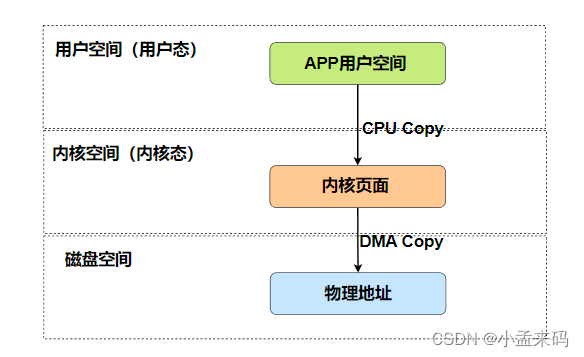 用户空间（用户态）
APP用户空间
CPU Copy
内核空间（内核态）
内核页面
DMA Copy
磁盘空间
物理地址
CSDN @小孟来码